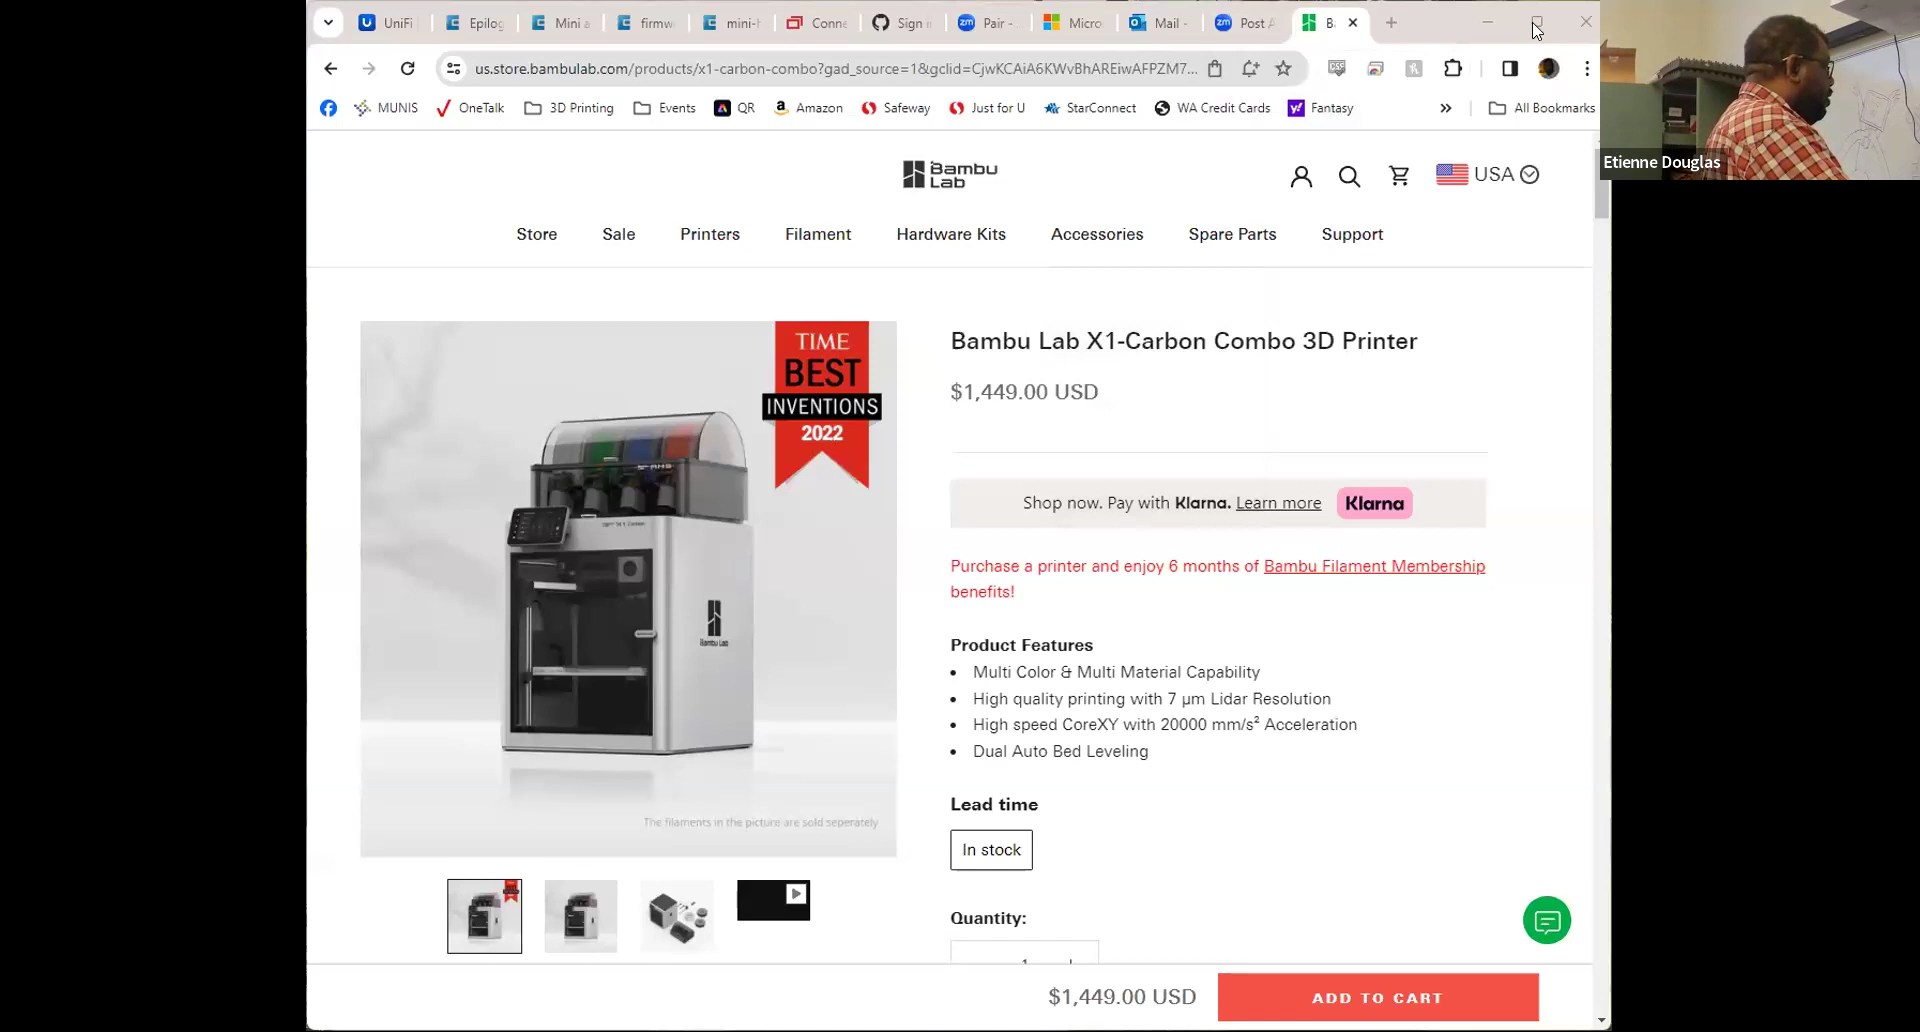 UniFi
Epilog
Mini a
firmw
mini-h
Conne
Sign i
zm
Pair -
Micro
Mail -
zm
Post A
B
us.store.bambulab.com/products/x1-carbon-combo?gad_source=1&gclid=CjwKCAiA6KWvBhAREiwAFPZM7...
MUNIS
OneTalk
3D Printing
Events
QR
Amazon
Safeway
Just for U
StarConnect
WA Credit Cards
Fantasy
»
All Bookmarks
Etienne Douglas
Bambu
Lab
USA
Store
Sale
Printers
Filament
Hardware Kits
Accessories
Spare Parts
Support
TIME
BEST
INVENTIONS
2022
Bambu Lab
The filaments in the picture are sold seperately
Bambu Lab X1-Carbon Combo 3D Printer
$1,449.00 USD
Shop now. Pay with Klarna. Learn more
Klarna
Purchase a printer and enjoy 6 months of Bambu Filament Membership
benefits!
Product Features
• Multi Color & Multi Material Capability
• High quality printing with 7 μm Lidar Resolution
• High speed CoreXY with 20000 mm/s² Acceleration
• Dual Auto Bed Leveling
Lead time
In stock
Quantity:
$1,449.00 USD
ADD TO CART